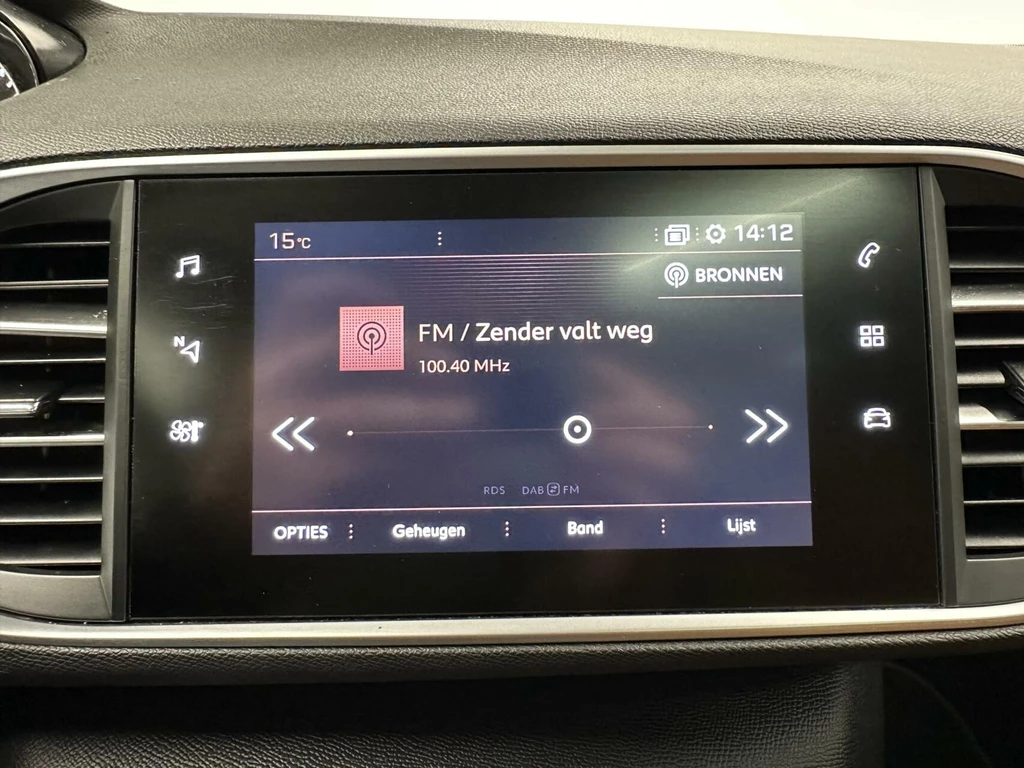 15°C 14:12
BRONNEN
FM / Zender valt weg
100.40 MHz
N
RDS DAB FM
OPTIES Geheugen Band Lijst